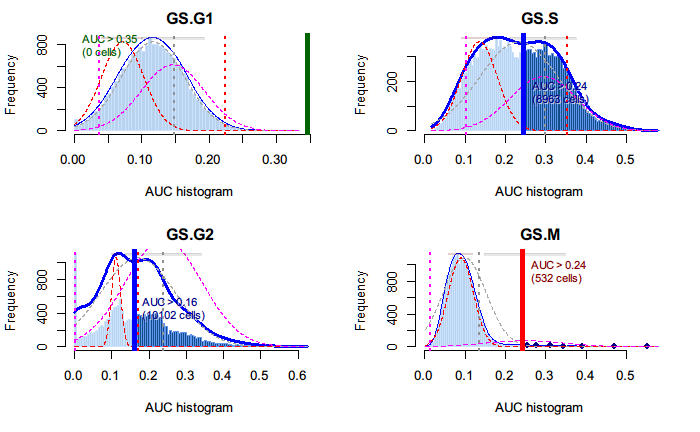 GS.G1
AUC > 0.35
(0 cells)
Frequency
0 400 800
0.00 0.10 0.20 0.30
AUC histogram
GS.S
AUC > 0.24
(8963 cells)
Frequency
0 200
0.0 0.1 0.2 0.3 0.4 0.5
AUC histogram
GS.G2
AUC > 0.16
(10102 cells)
Frequency
0 400 800
0.0 0.1 0.2 0.3 0.4 0.5 0.6
AUC histogram
GS.M
AUC > 0.24
(532 cells)
Frequency
0 400 800
0.0 0.1 0.2 0.3 0.4 0.5
AUC histogram